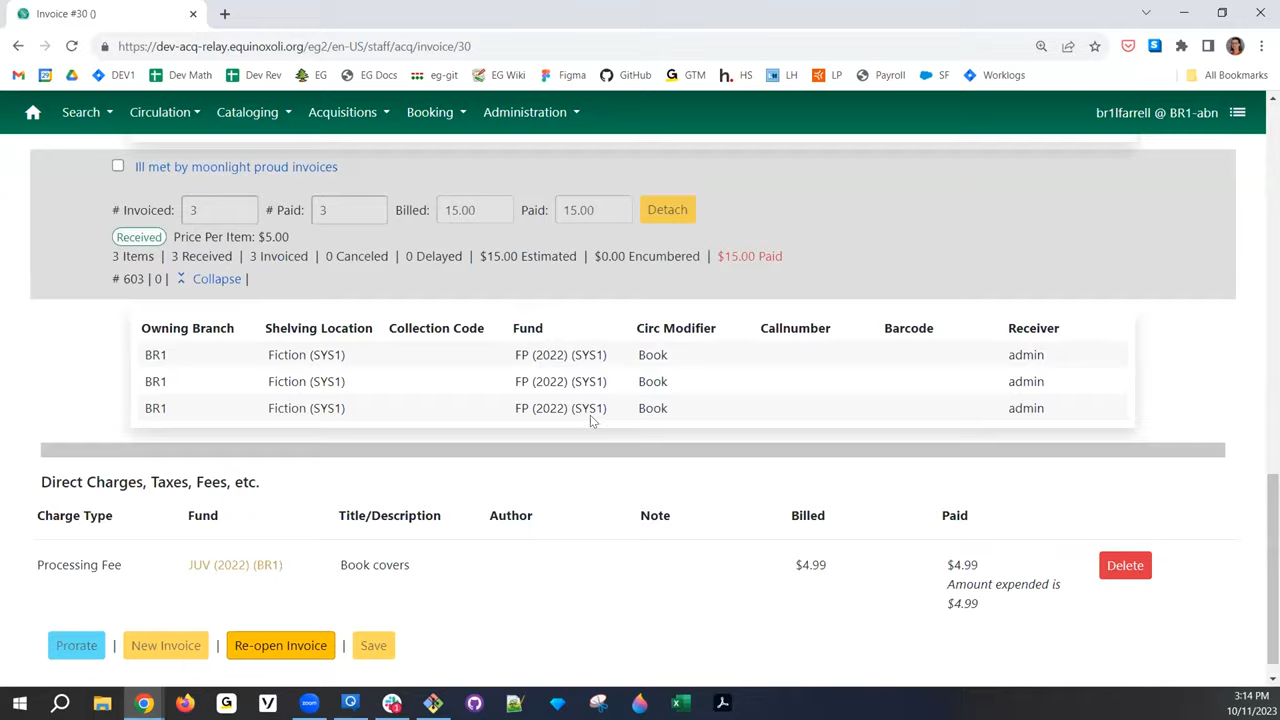 Invoice #30 ()
https://dev-acq-relay.equinoxoli.org/eg2/en-US/staff/acq/invoice/30
DEV1 Dev Math Dev Rev EG EG Docs eg-git EG Wiki Figma GitHub GTM HS LH LP Payroll SF Worklogs All Bookmarks
Search Circulation Cataloging Acquisitions Booking Administration br1lfarrell @ BR1-abn
Ill met by moonlight proud invoices
# Invoiced: 3 # Paid: 3 Billed: 15.00 Paid: 15.00 Detach
Received Price Per Item: $5.00
3 Items | 3 Received | 3 Invoiced | 0 Canceled | 0 Delayed | $15.00 Estimated | $0.00 Encumbered | $15.00 Paid
# 603 | 0 | Collapse |
Owning Branch Shelving Location Collection Code Fund Circ Modifier Callnumber Barcode Receiver
BR1 Fiction (SYS1) FP (2022) (SYS1) Book admin
BR1 Fiction (SYS1) FP (2022) (SYS1) Book admin
BR1 Fiction (SYS1) FP (2022) (SYS1) Book admin
Direct Charges, Taxes, Fees, etc.
Charge Type Fund Title/Description Author Note Billed Paid
Processing Fee JUV (2022) (BR1) Book covers $4.99 $4.99 Delete
Amount expended is
$4.99
Prorate | New Invoice | Re-open Invoice | Save
3:14 PM
10/11/2023